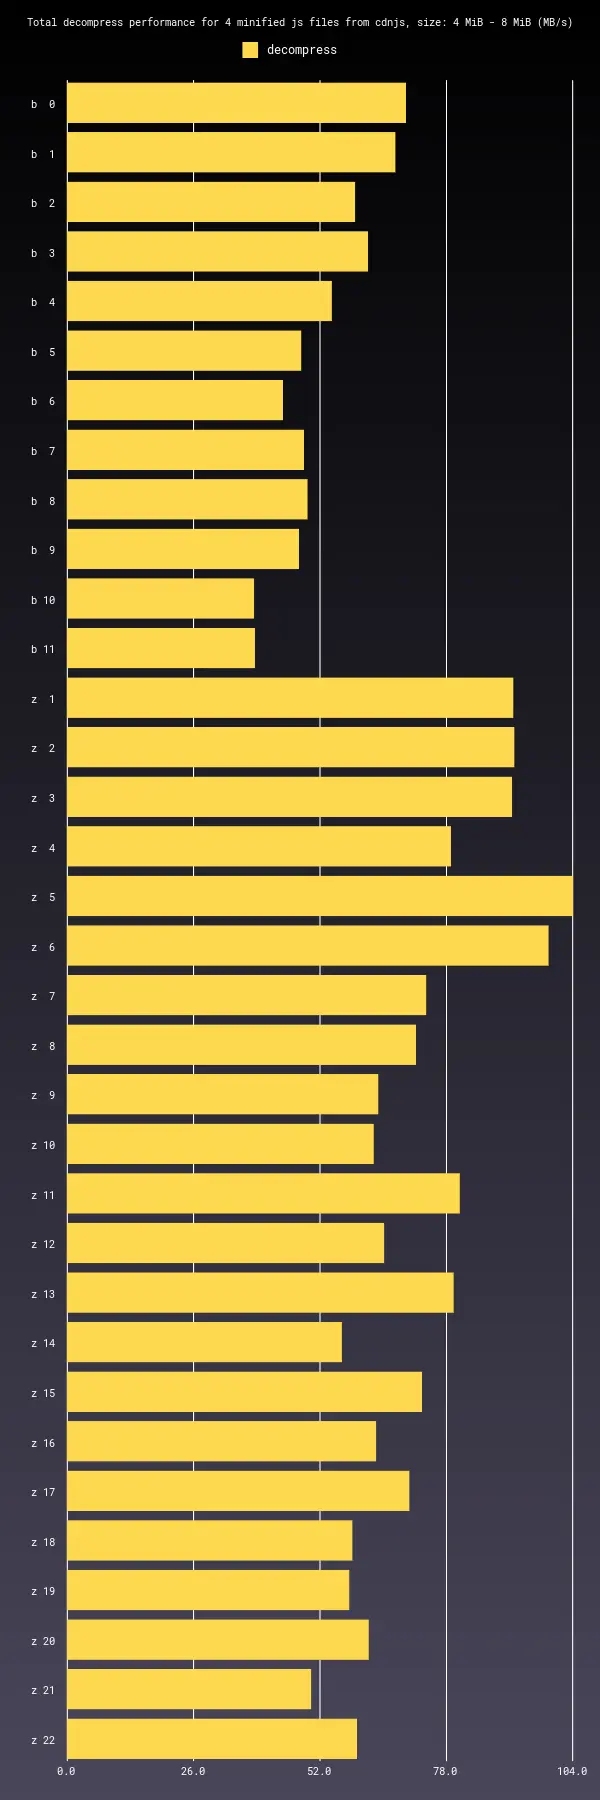 Total decompress performance for 4 minified js files from cdnjs, size: 4 MiB - 8 MiB (MB/s)
decompress
b 0
b 1
b 2
b 3
b 4
b 5
b 6
b 7
b 8
b 9
b 10
b 11
z 1
z 2
z 3
z 4
z 5
z 6
z 7
z 8
z 9
z 10
z 11
z 12
z 13
z 14
z 15
z 16
z 17
z 18
z 19
z 20
z 21
z 22
0.0 26.0 52.0 78.0 104.0